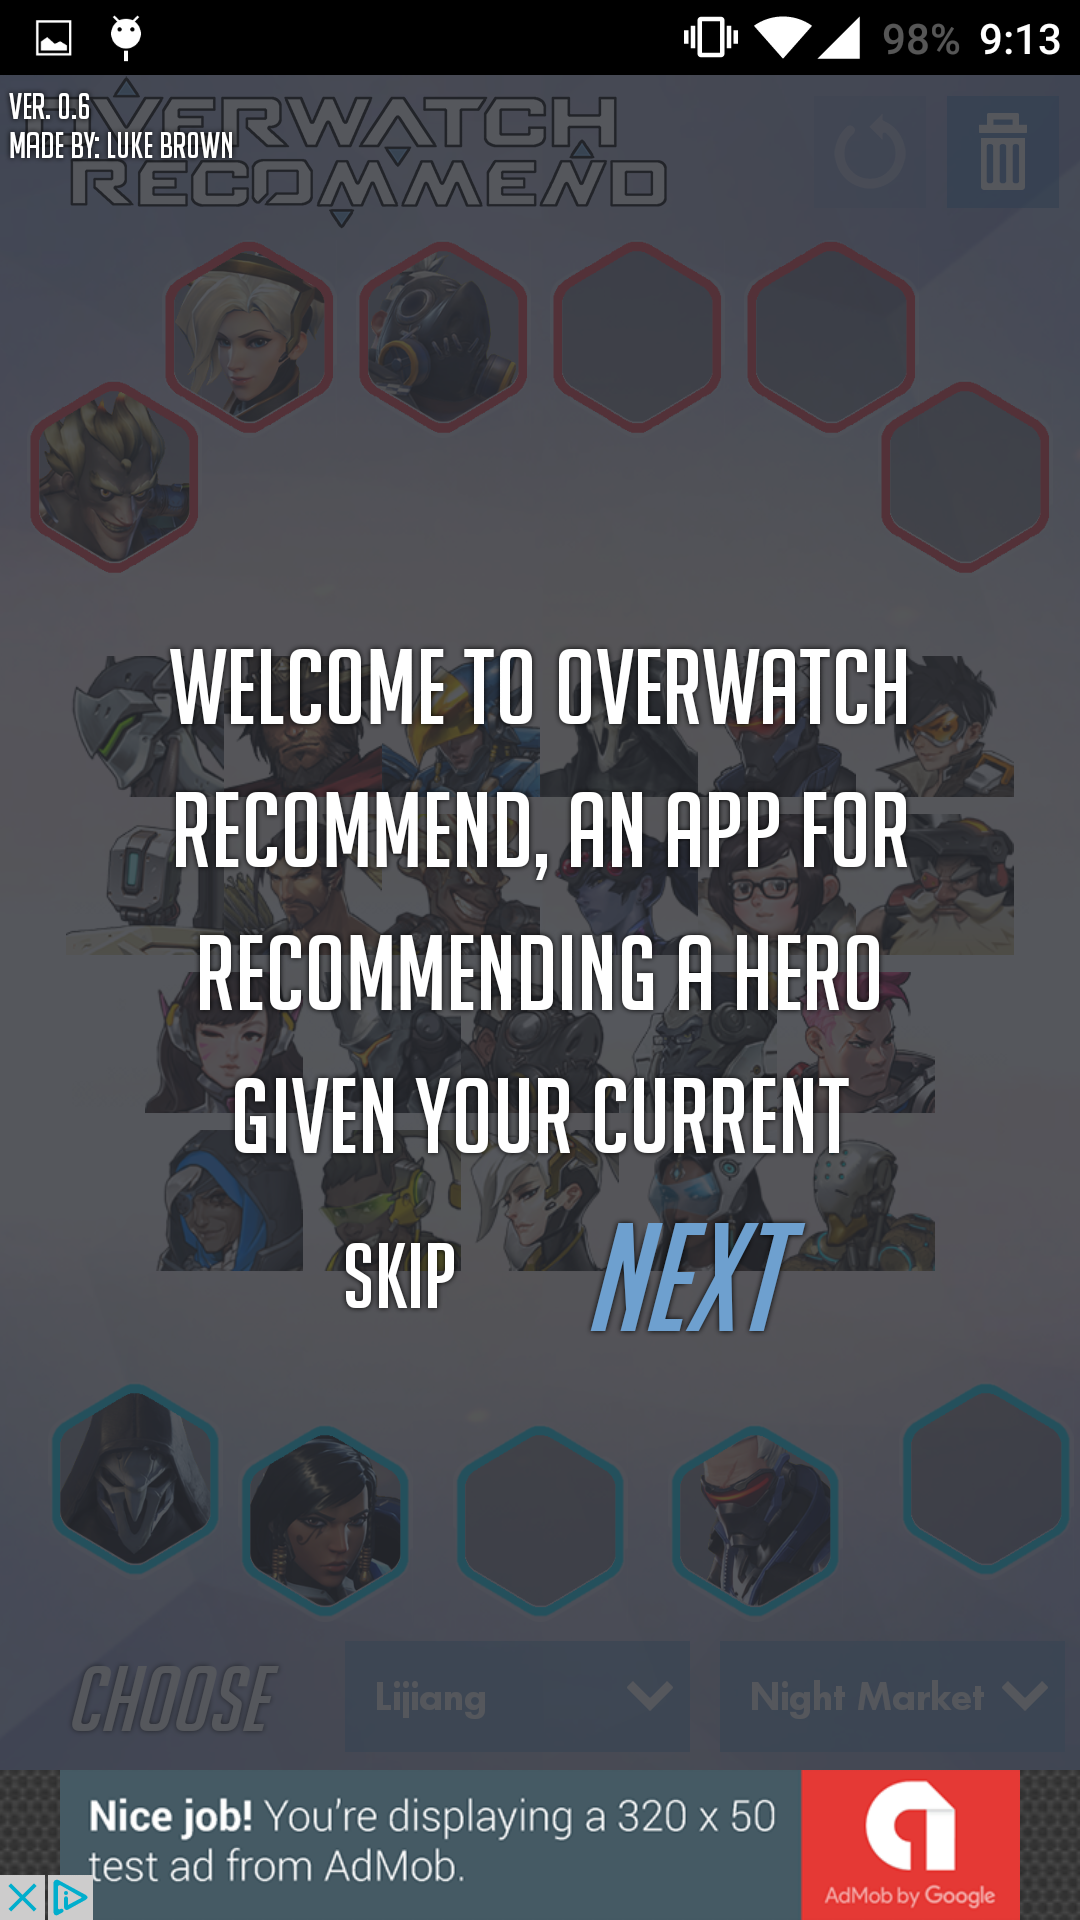 98% 9:13
VER. 0.6
OVERWATCH
MADE BY: LUKE BROWN
RECOMMEND
WELCOME TO OVERWATCH
RECOMMEND, AN APP FOR
RECOMMENDING A HERO
GIVEN YOUR CURRENT
SKIP NEXT
CHOOSE Lijiang Night Market
Nice job! You're displaying a 320 x 50
test ad from AdMob.
AdMob by Google